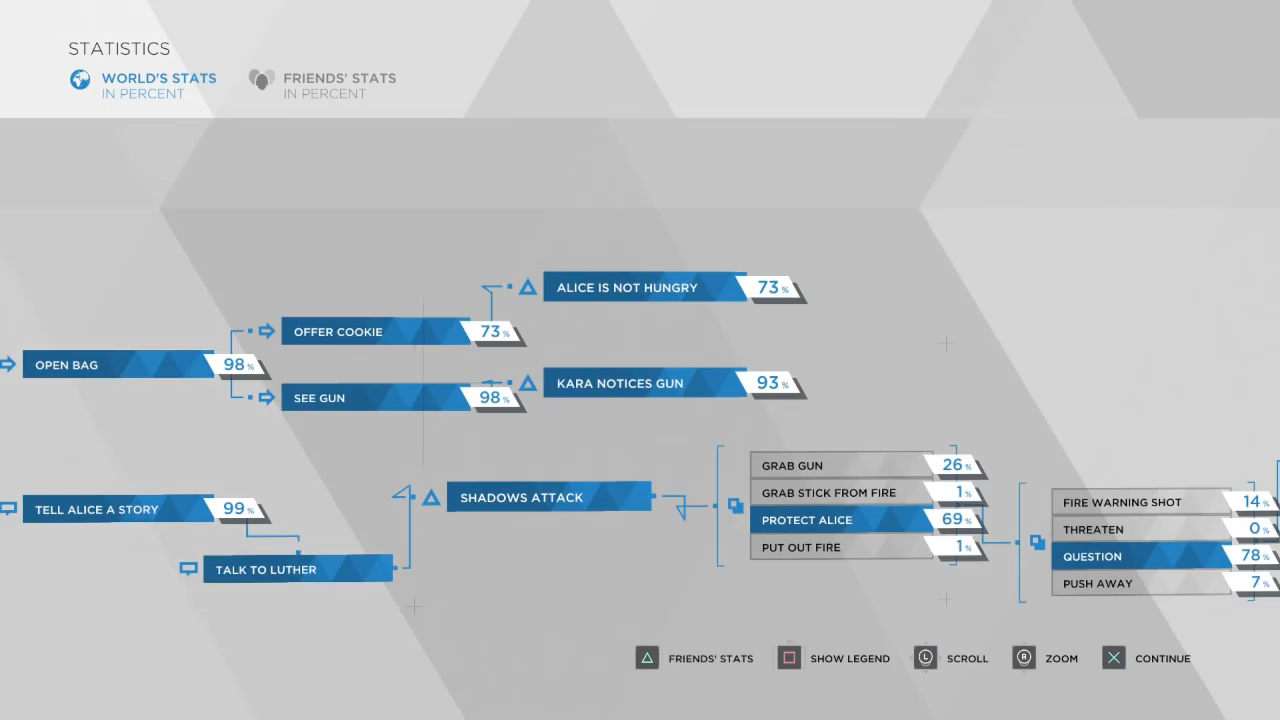 STATISTICS
WORLD'S STATS
IN PERCENT
FRIENDS' STATS
IN PERCENT
ALICE IS NOT HUNGRY 73 %
OFFER COOKIE 73 %
OPEN BAG 98 %
KARA NOTICES GUN 93 %
SEE GUN 98 %
GRAB GUN 26 %
GRAB STICK FROM FIRE 1 %
SHADOWS ATTACK
FIRE WARNING SHOT 14 %
TELL ALICE A STORY 99 %
PROTECT ALICE 69 %
THREATEN 0 %
PUT OUT FIRE 1 %
QUESTION 78 %
TALK TO LUTHER
PUSH AWAY 7 %
FRIENDS' STATS
SHOW LEGEND
L SCROLL
R ZOOM
CONTINUE